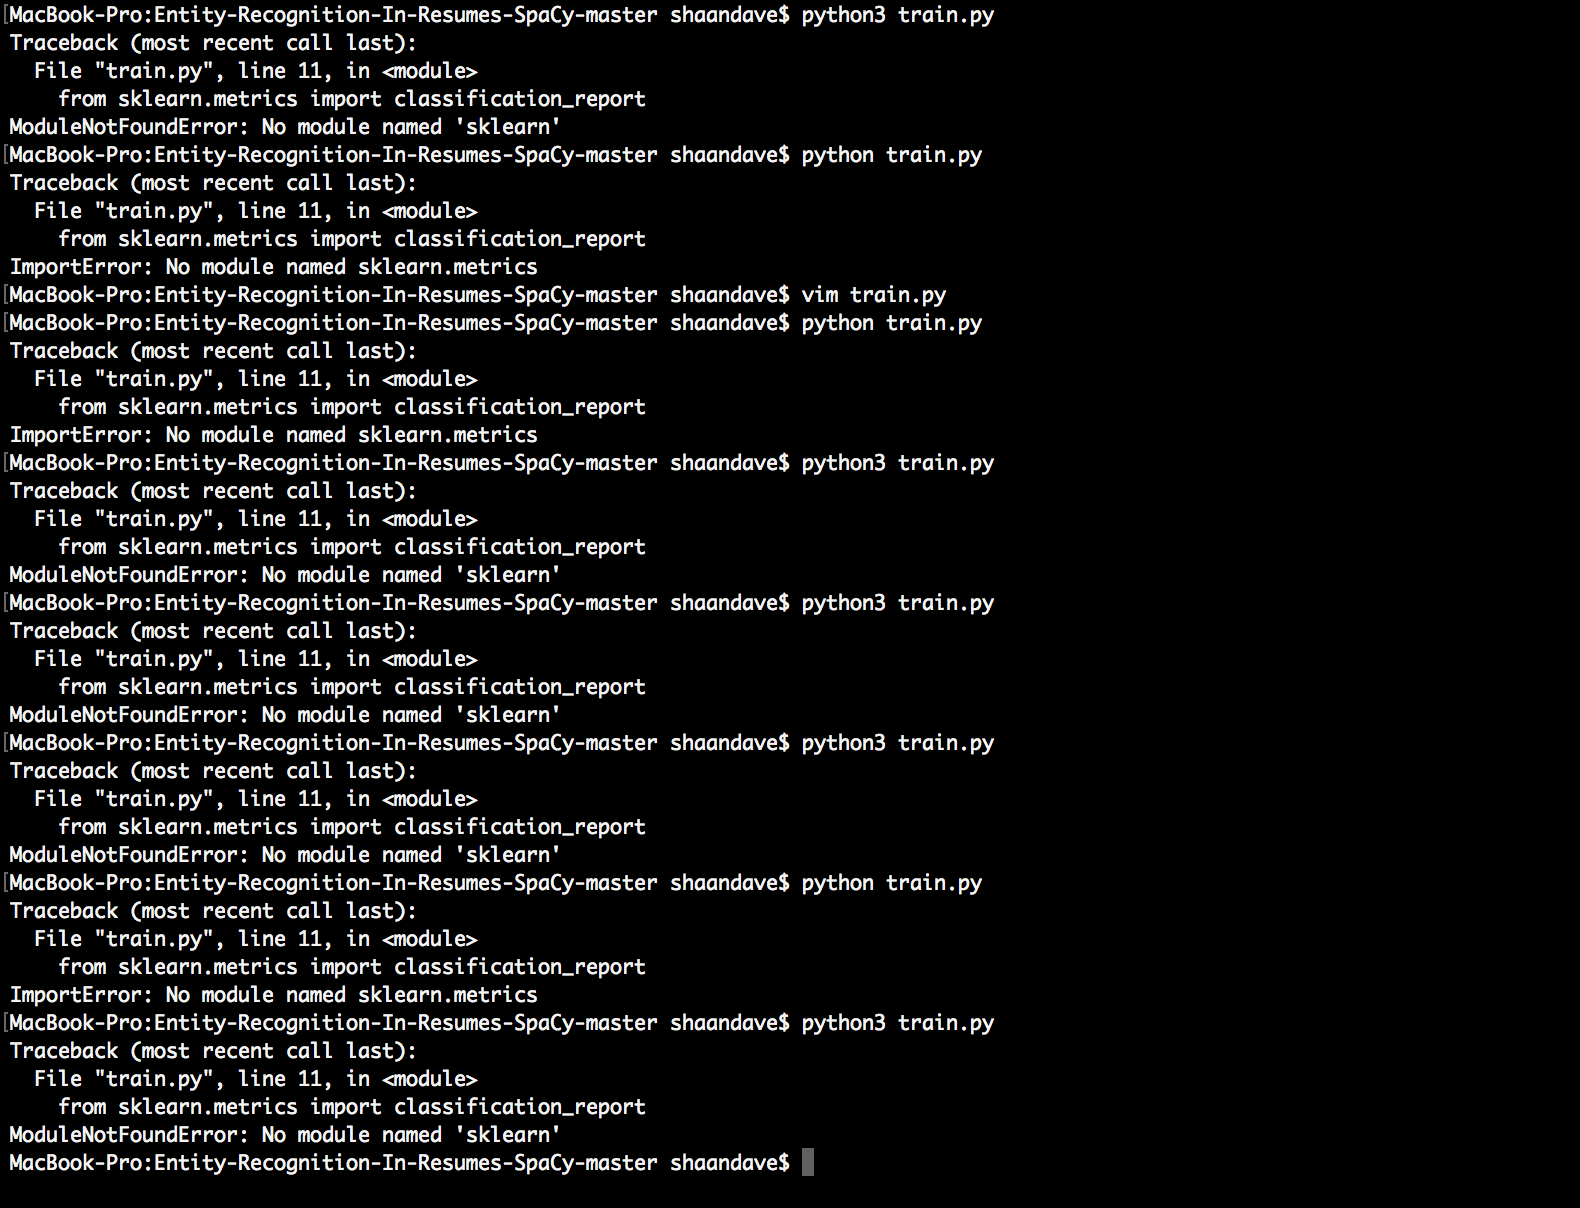 [MacBook-Pro:Entity-Recognition-In-Resumes-SpaCy-master shaandave$ python3 train.py
Traceback (most recent call last):
  File "train.py", line 11, in <module>
    from sklearn.metrics import classification_report
ModuleNotFoundError: No module named 'sklearn'
[MacBook-Pro:Entity-Recognition-In-Resumes-SpaCy-master shaandave$ python train.py
Traceback (most recent call last):
  File "train.py", line 11, in <module>
    from sklearn.metrics import classification_report
ImportError: No module named sklearn.metrics
[MacBook-Pro:Entity-Recognition-In-Resumes-SpaCy-master shaandave$ vim train.py
[MacBook-Pro:Entity-Recognition-In-Resumes-SpaCy-master shaandave$ python train.py
Traceback (most recent call last):
  File "train.py", line 11, in <module>
    from sklearn.metrics import classification_report
ImportError: No module named sklearn.metrics
[MacBook-Pro:Entity-Recognition-In-Resumes-SpaCy-master shaandave$ python3 train.py
Traceback (most recent call last):
  File "train.py", line 11, in <module>
    from sklearn.metrics import classification_report
ModuleNotFoundError: No module named 'sklearn'
[MacBook-Pro:Entity-Recognition-In-Resumes-SpaCy-master shaandave$ python3 train.py
Traceback (most recent call last):
  File "train.py", line 11, in <module>
    from sklearn.metrics import classification_report
ModuleNotFoundError: No module named 'sklearn'
[MacBook-Pro:Entity-Recognition-In-Resumes-SpaCy-master shaandave$ python3 train.py
Traceback (most recent call last):
  File "train.py", line 11, in <module>
    from sklearn.metrics import classification_report
ModuleNotFoundError: No module named 'sklearn'
[MacBook-Pro:Entity-Recognition-In-Resumes-SpaCy-master shaandave$ python train.py
Traceback (most recent call last):
  File "train.py", line 11, in <module>
    from sklearn.metrics import classification_report
ImportError: No module named sklearn.metrics
[MacBook-Pro:Entity-Recognition-In-Resumes-SpaCy-master shaandave$ python3 train.py
Traceback (most recent call last):
  File "train.py", line 11, in <module>
    from sklearn.metrics import classification_report
ModuleNotFoundError: No module named 'sklearn'
MacBook-Pro:Entity-Recognition-In-Resumes-SpaCy-master shaandave$